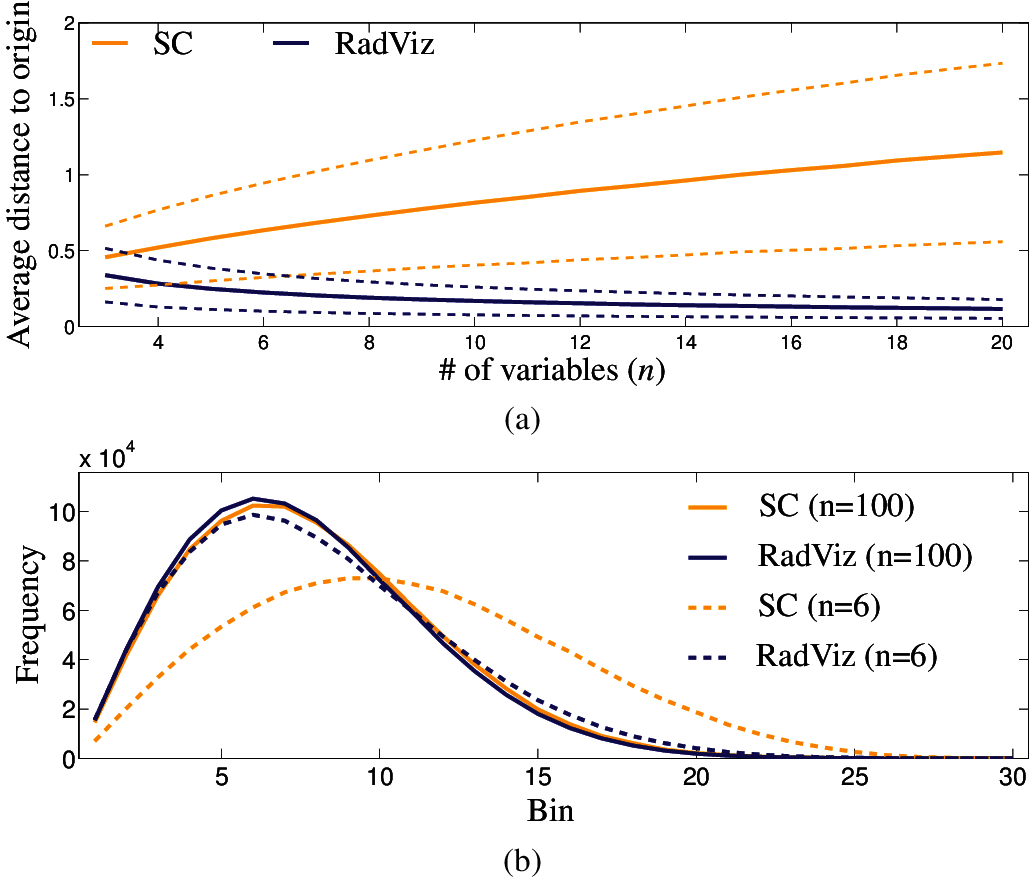 Average distance to origin
2
1.5
1
0.5
0
SC RadViz
4 6 8 10 12 14 16 18 20
# of variables (n)
(a)
x 10^4
Frequency
10
8
6
4
2
0
SC (n=100)
RadViz (n=100)
SC (n=6)
RadViz (n=6)
5 10 15 20 25 30
Bin
(b)